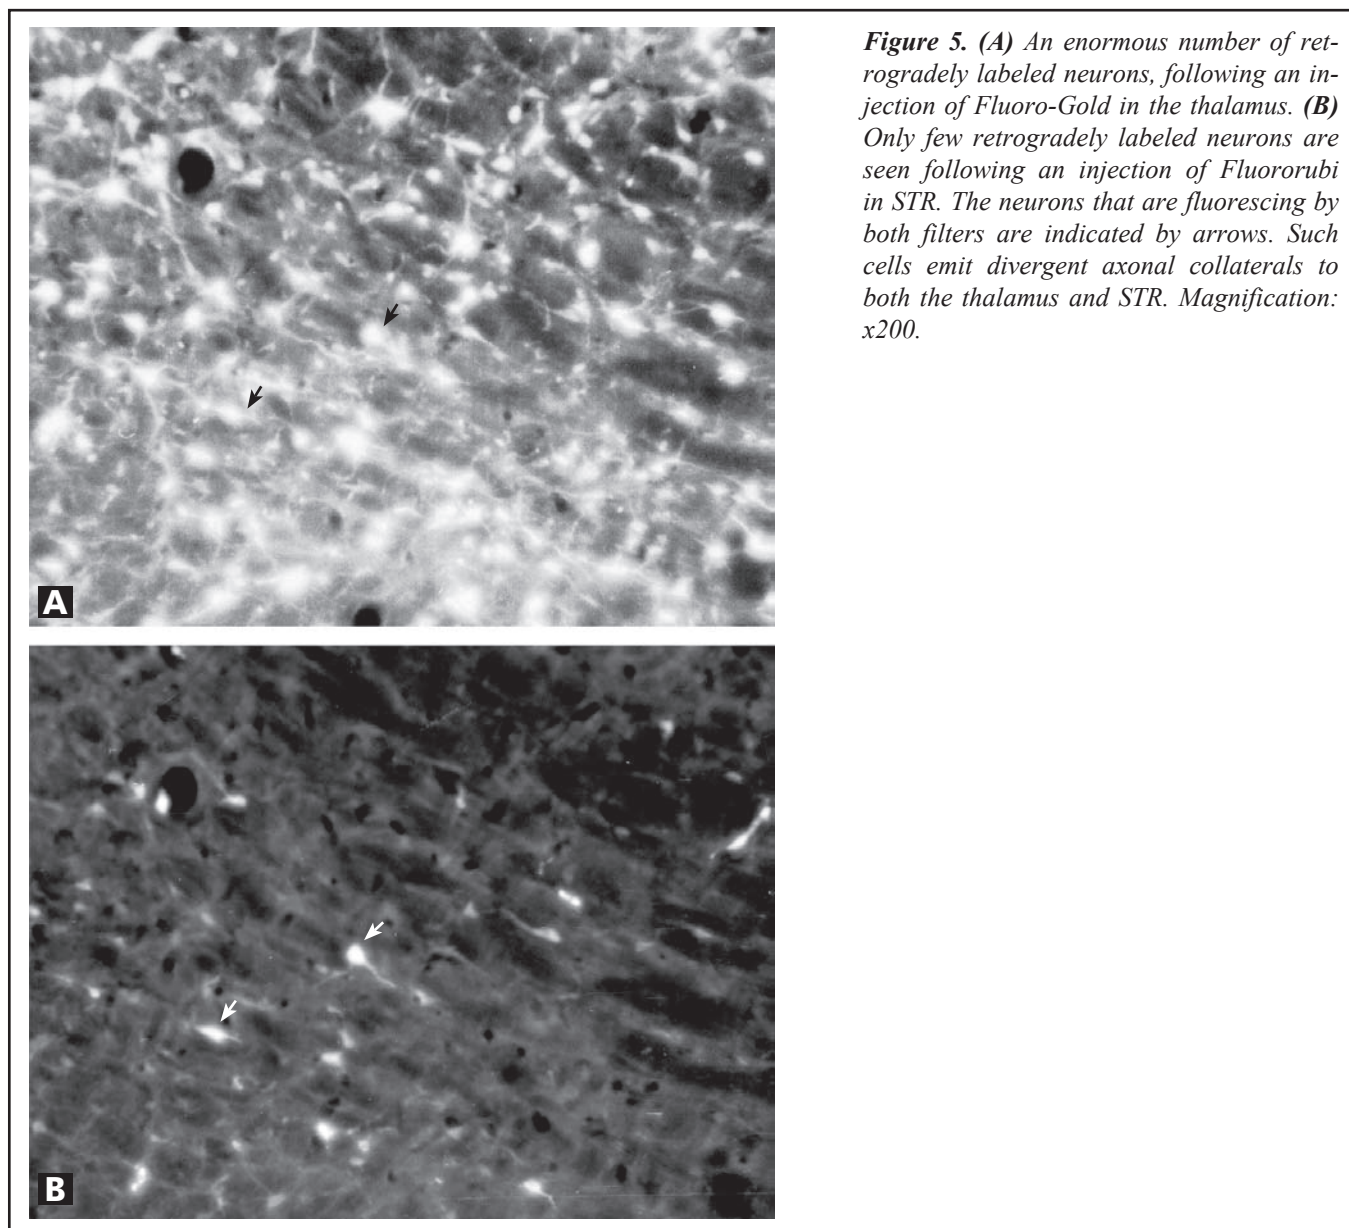 Figure 5. (A) An enormous number of ret-
rogradely labeled neurons, following an in-
jection of Fluoro-Gold in the thalamus. (B)
Only few retrogradely labeled neurons are
seen following an injection of Fluororubi
in STR. The neurons that are fluorescing by
both filters are indicated by arrows. Such
cells emit divergent axonal collaterals to
both the thalamus and STR. Magnification:
x200.
A
B